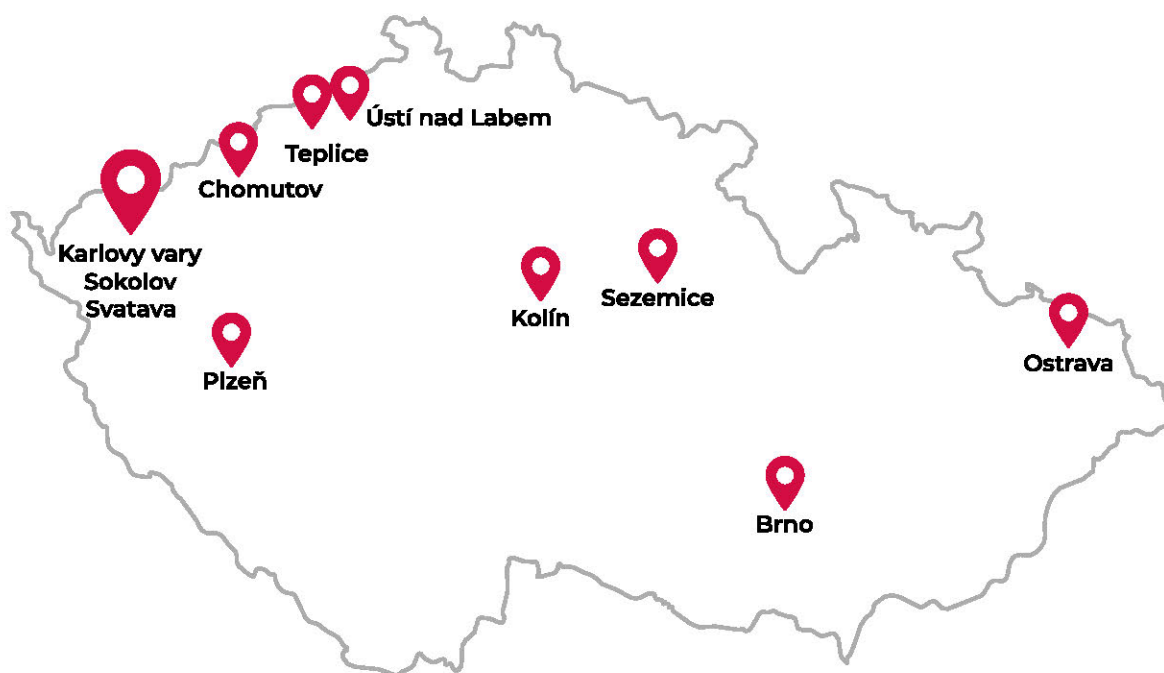 Ústí nad Labem
Teplice
Chomutov
Karlovy vary
Sokolov
Svatava
Kolín
Sezemice
Plzeň
Ostrava
Brno